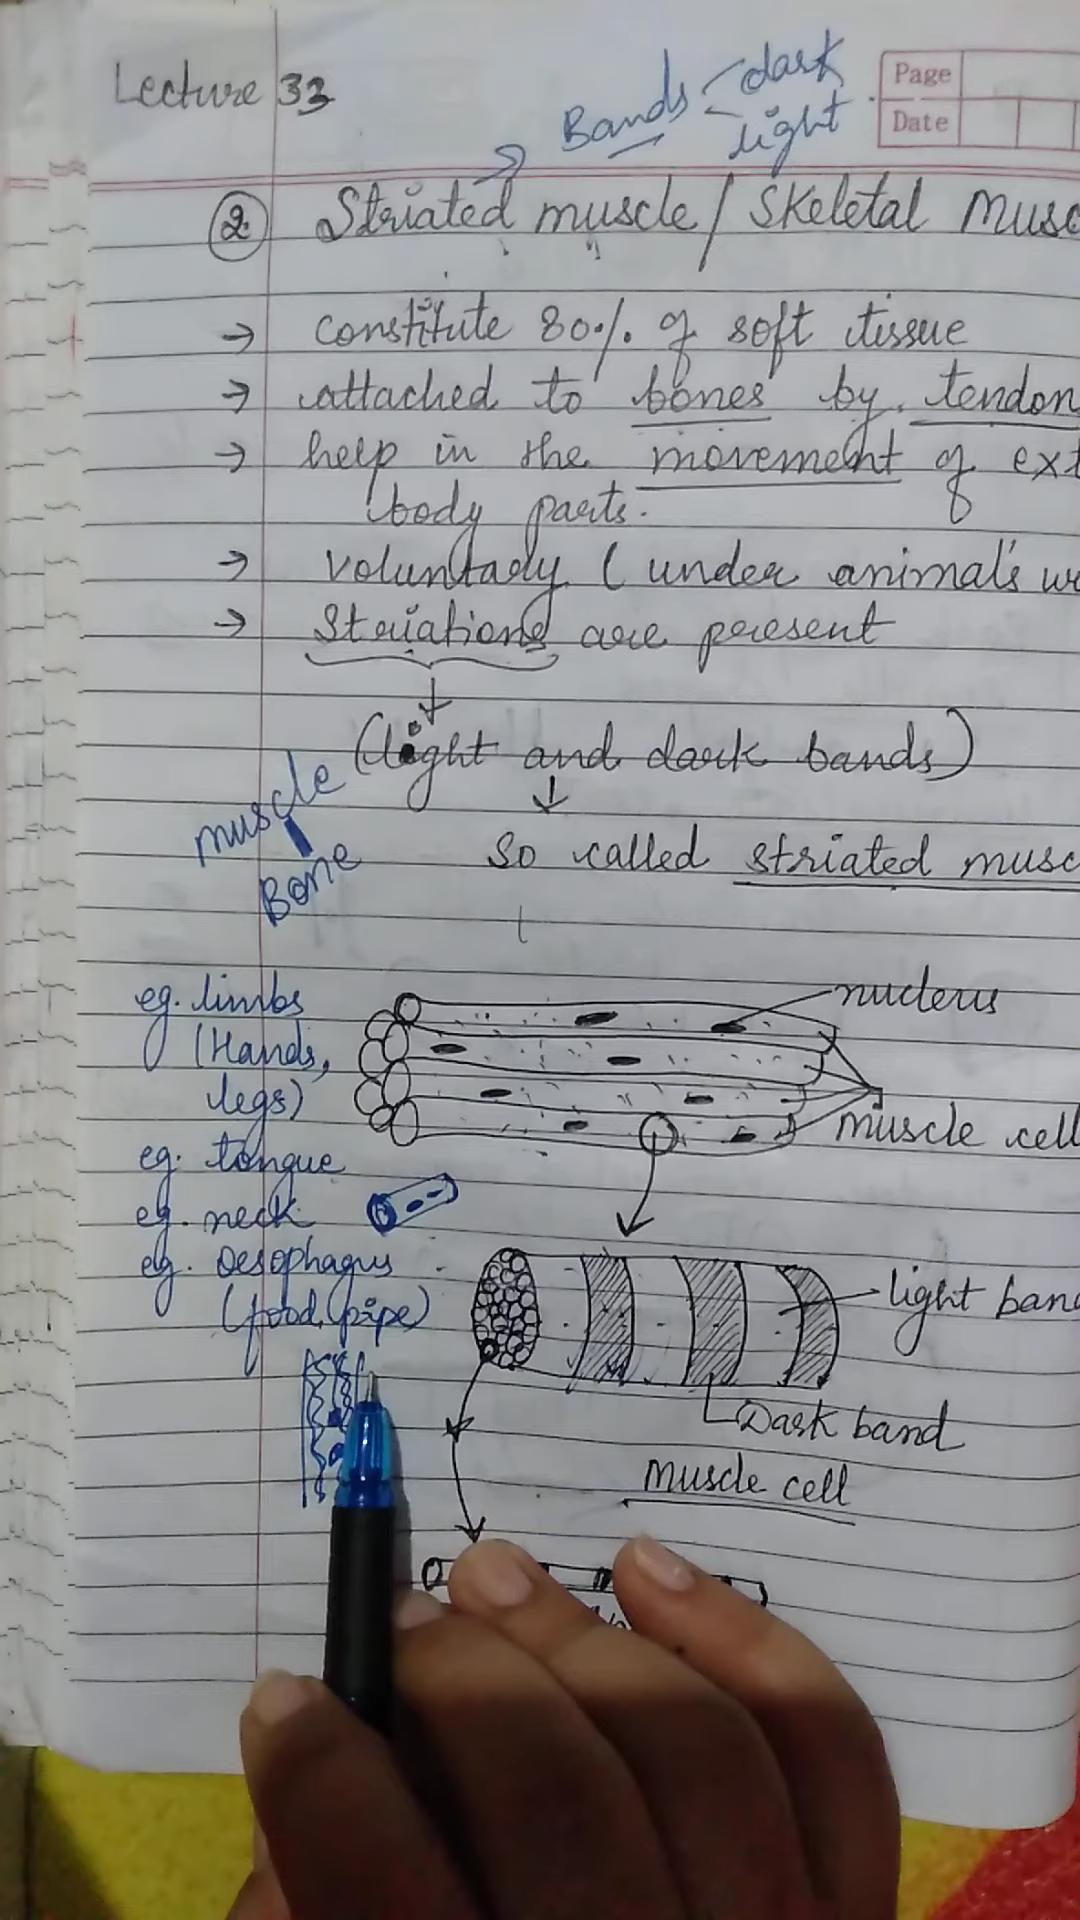 Lecture 33
Bands dark
light
Page
Date
② Striated muscle / Skeletal Musc
→ constitute 80% of soft tissue
→ attached to bones by tendon
→ help in the movement of ext
body parts.
→ voluntary (under animal's w
→ Striations are present
(light and dark bands)
muscle
Bone
So called striated musc
eg. limbs
(Hands,
legs)
nucleus
muscle cell
eg. tongue
eg. neck
eg. Oesophagus
(food pipe)
light band
Dark band
muscle cell